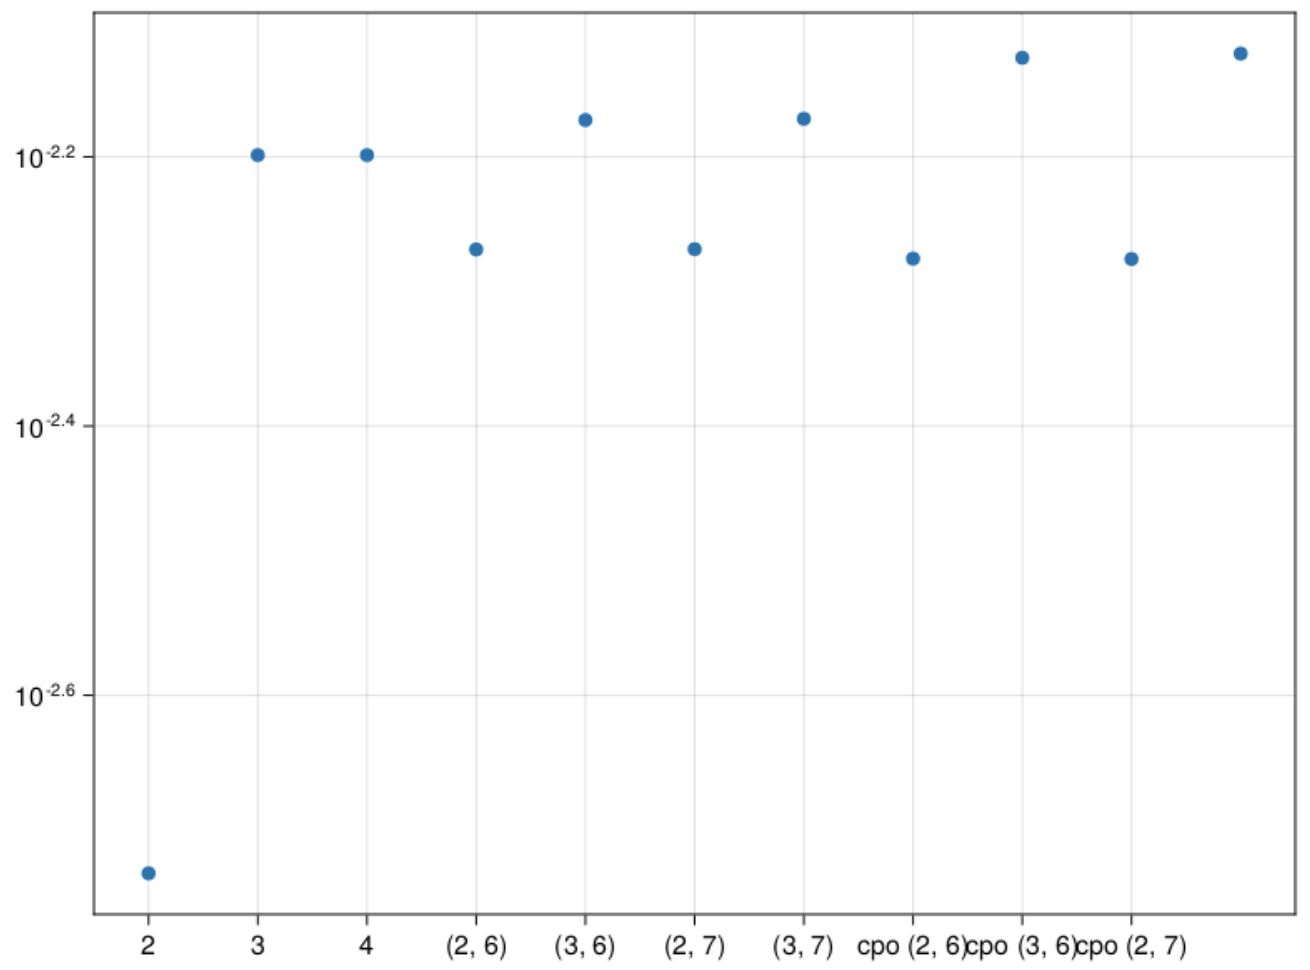 10-2.2
10-2.4
10-2.6
2 3 4 (2, 6) (3, 6) (2, 7) (3, 7) cpo (2, 6) cpo (3, 6) cpo (2, 7)